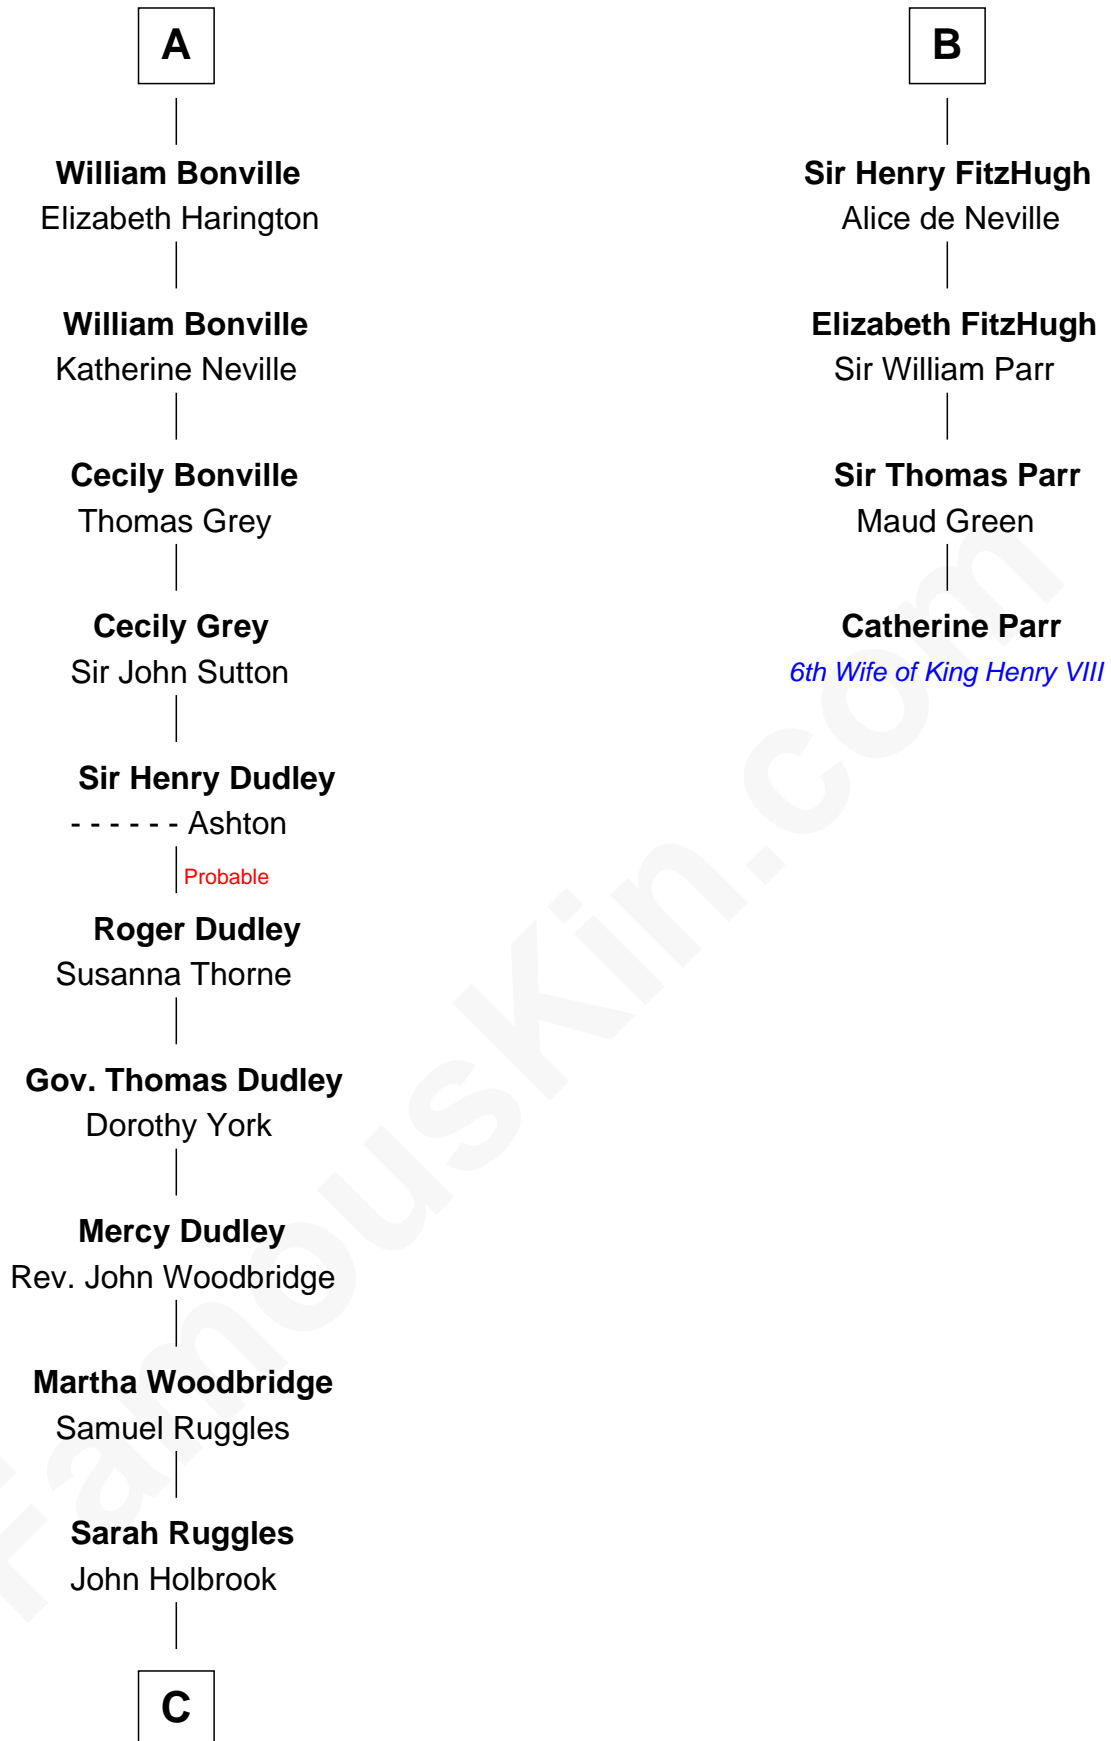 A
William Bonville
Elizabeth Harington
William Bonville
Katherine Neville
Cecily Bonville
Thomas Grey
Cecily Grey
Sir John Sutton
Sir Henry Dudley
- - - - - - Ashton
Probable
Roger Dudley
Susanna Thorne
Gov. Thomas Dudley
Dorothy York
Mercy Dudley
Rev. John Woodbridge
Martha Woodbridge
Samuel Ruggles
Sarah Ruggles
John Holbrook
C
B
Sir Henry FitzHugh
Alice de Neville
Elizabeth FitzHugh
Sir William Parr
Sir Thomas Parr
Maud Green
Catherine Parr
6th Wife of King Henry VIII
FamousKin.com